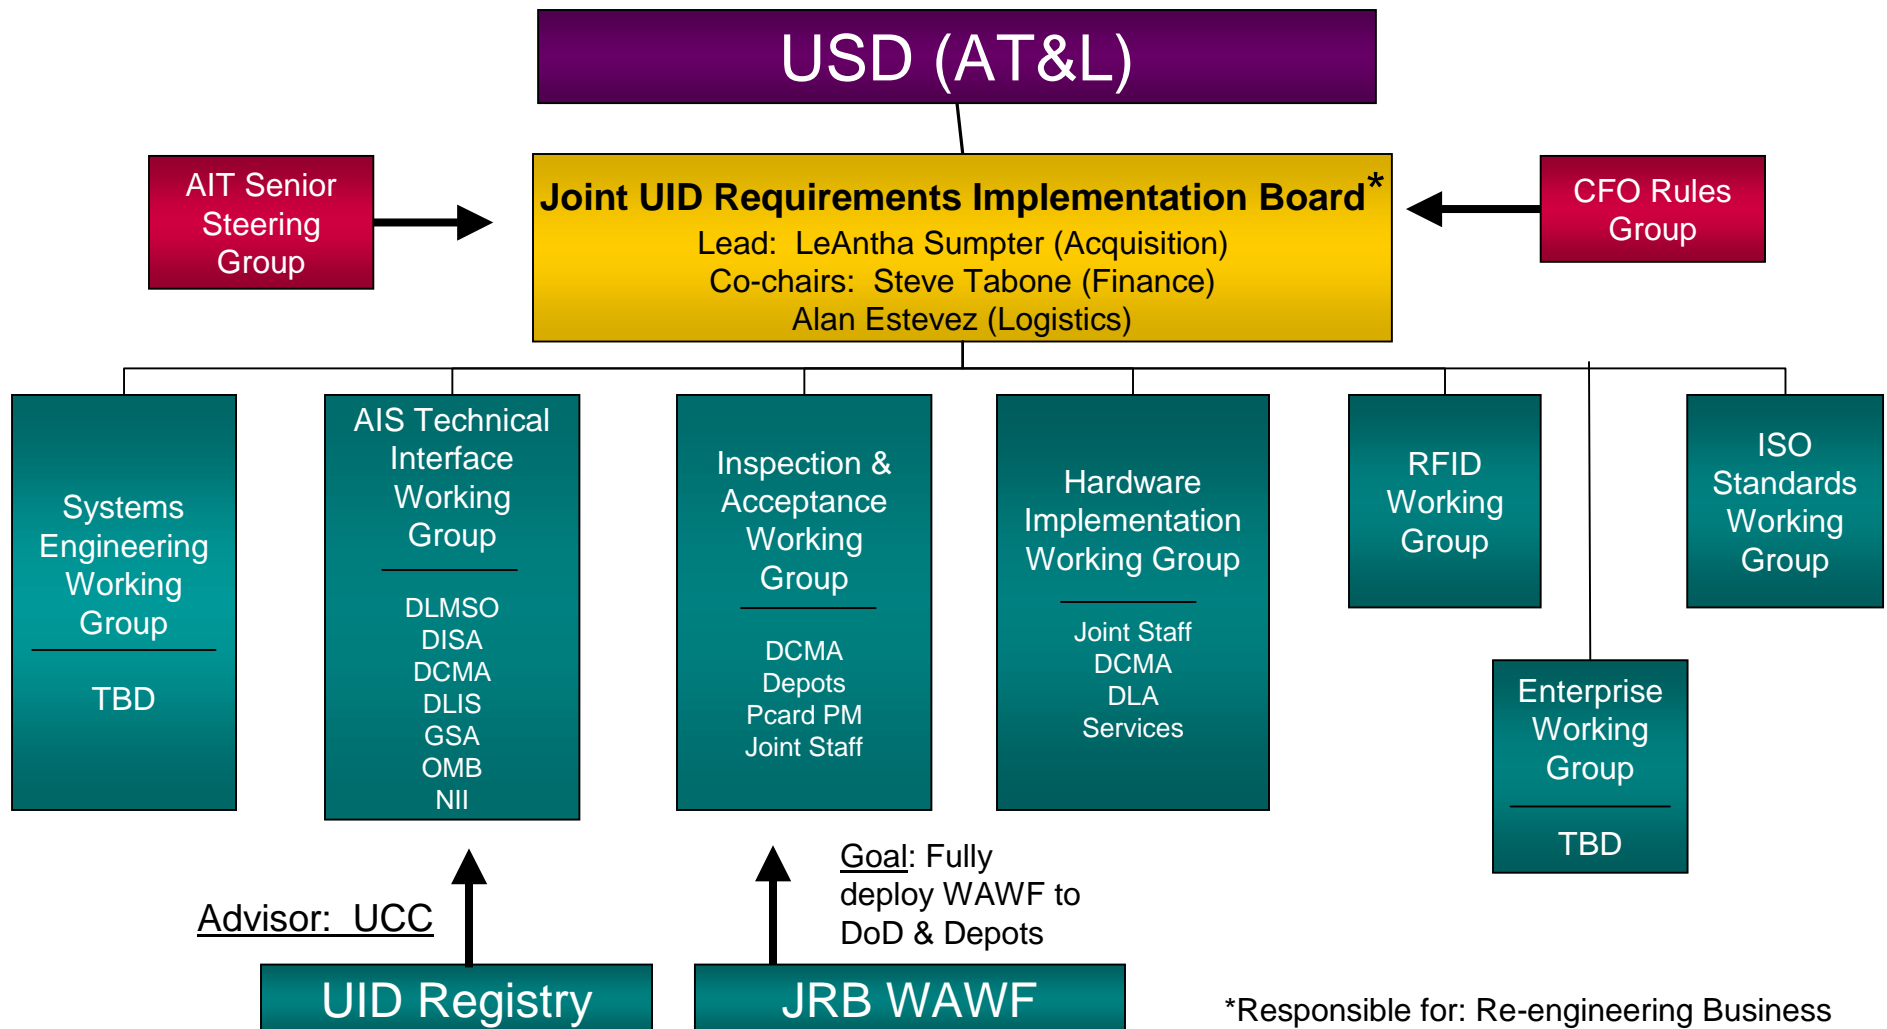 USD (AT&L)
AIT Senior
Steering
Group
Joint UID Requirements Implementation Board*
Lead: LeAntha Sumpter (Acquisition)
Co-chairs: Steve Tabone (Finance)
Alan Estevez (Logistics)
CFO Rules
Group
Systems
Engineering
Working
Group
TBD
AIS Technical
Interface
Working
Group
DLMSO
DISA
DCMA
DLIS
GSA
OMB
NII
Inspection &
Acceptance
Working
Group
DCMA
Depots
Pcard PM
Joint Staff
Hardware
Implementation
Working Group
Joint Staff
DCMA
DLA
Services
RFID
Working
Group
Enterprise
Working
Group
TBD
ISO
Standards
Working
Group
Advisor: UCC
Goal: Fully
deploy WAWF to
DoD & Depots
UID Registry
JRB WAWF
*Responsible for: Re-engineering Business